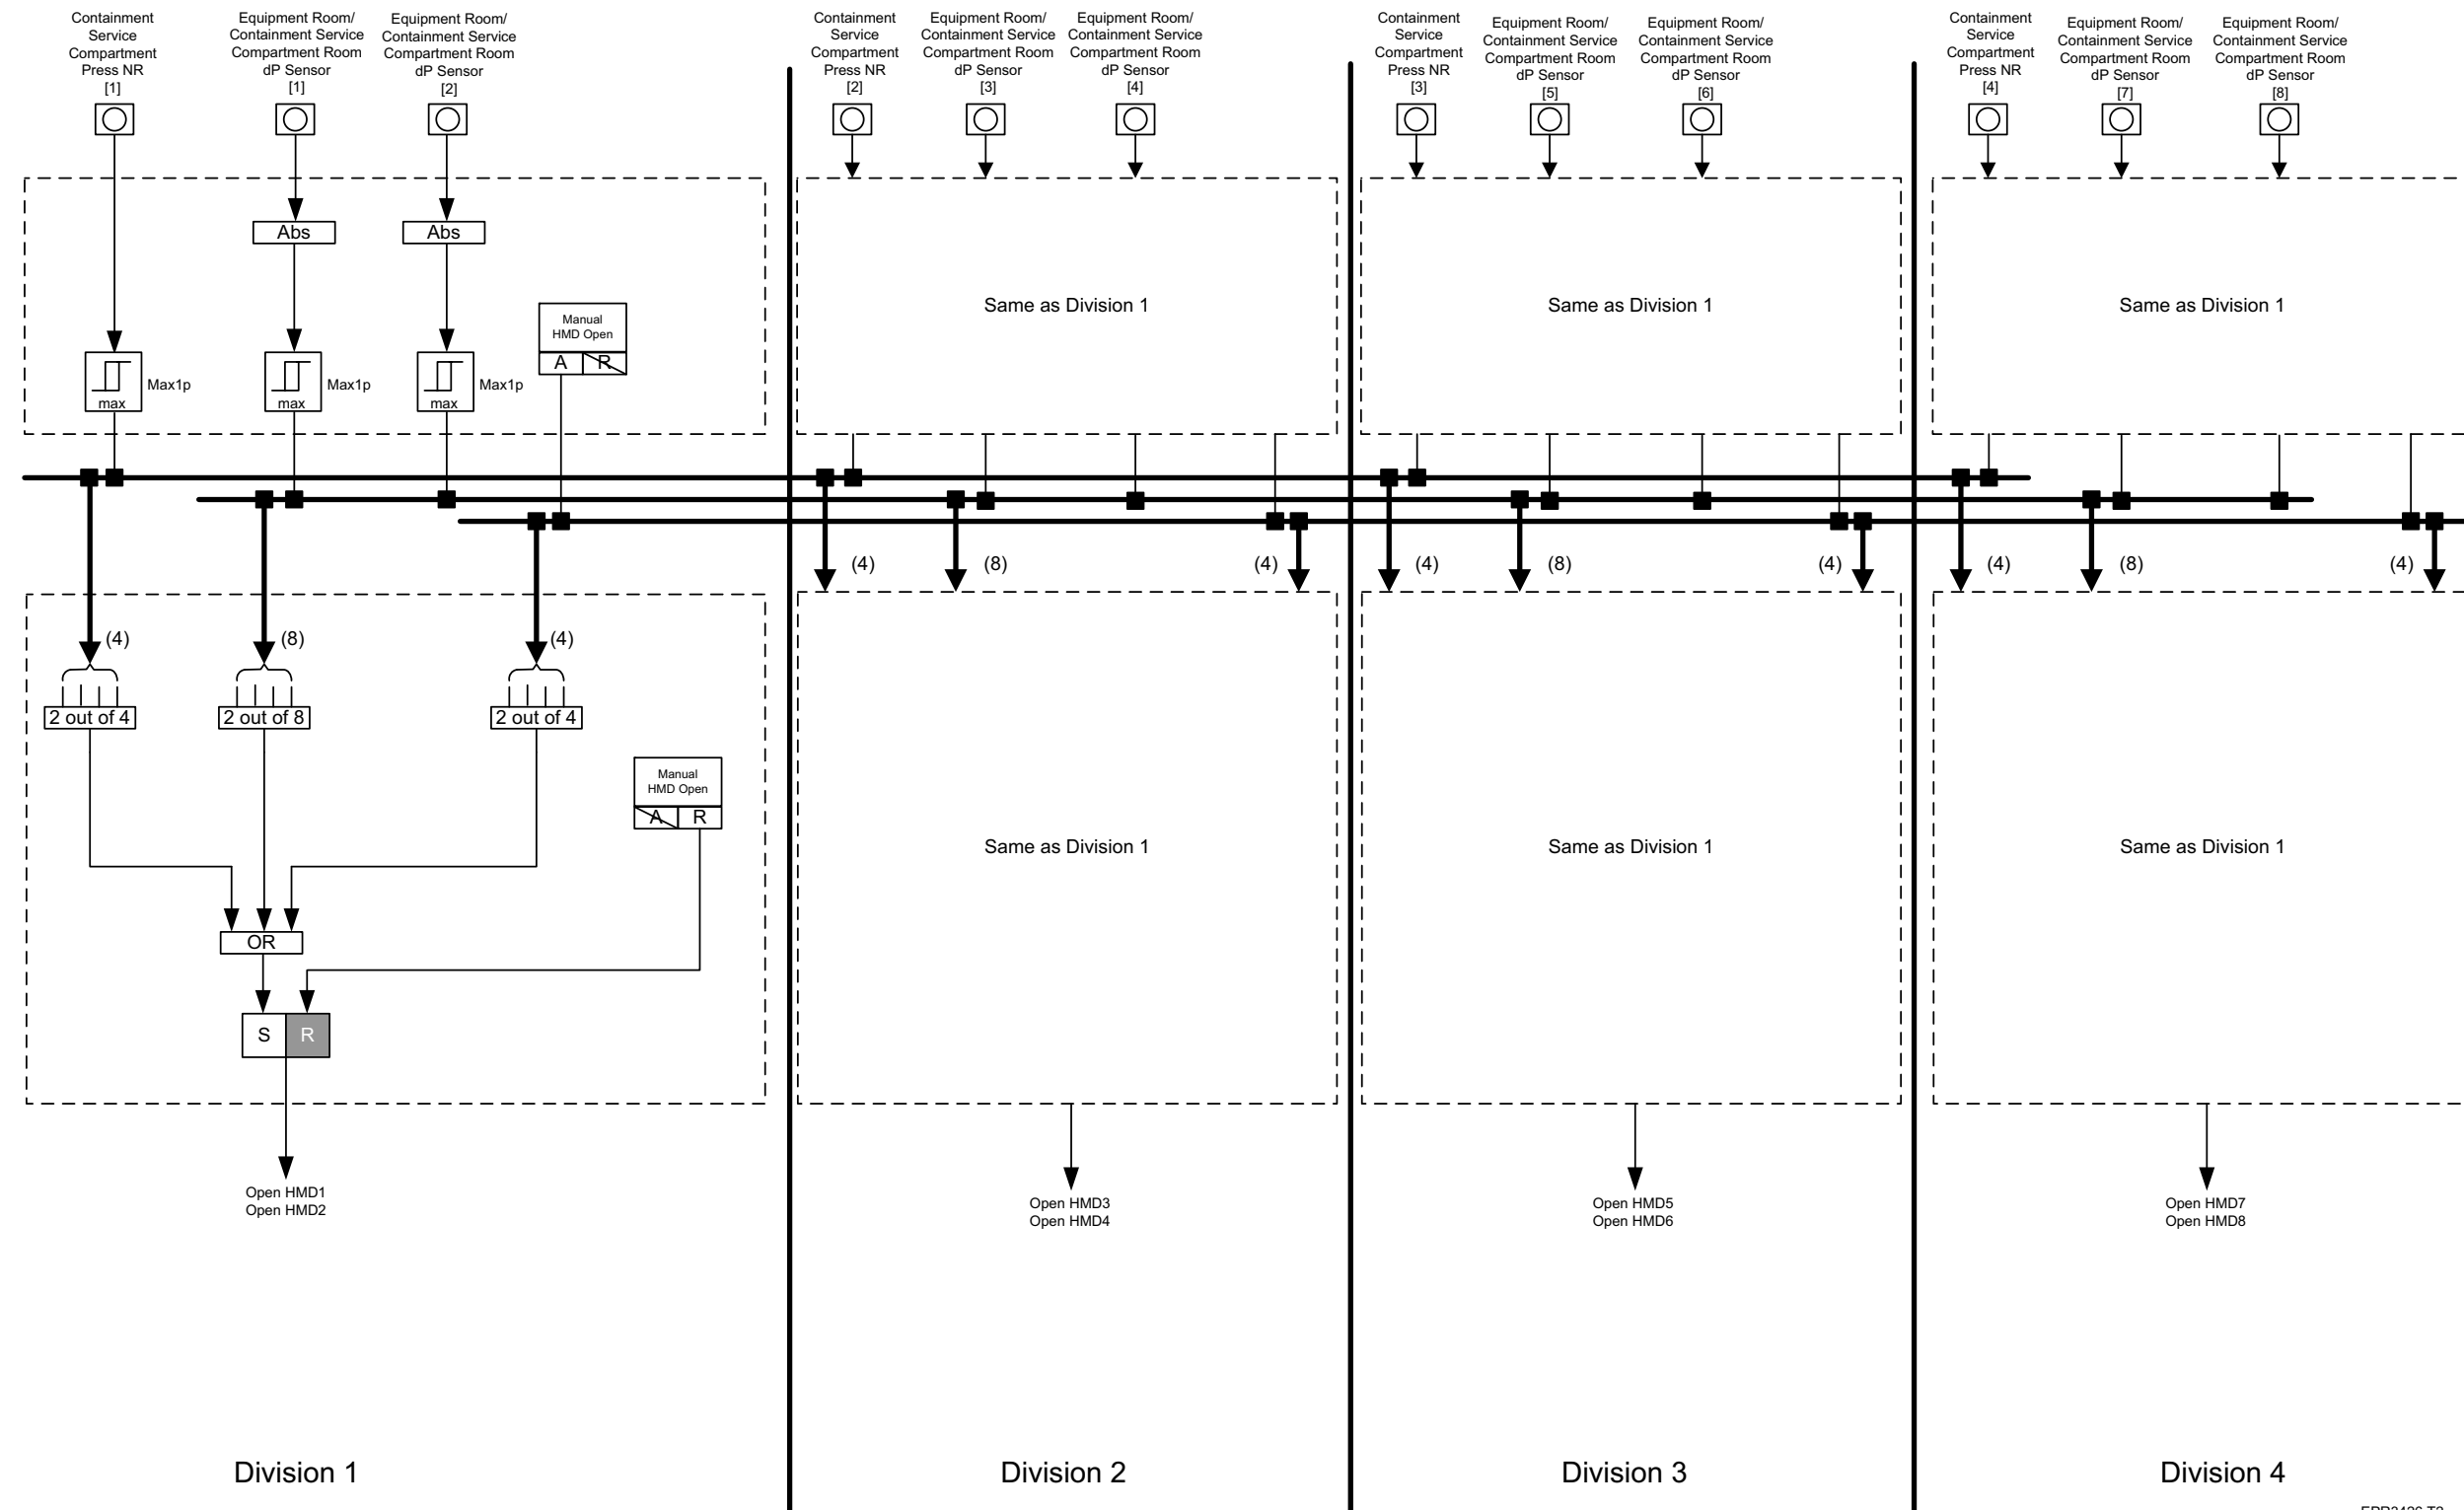 Containment
Service
Compartment
Press NR
[1]
Equipment Room/
Containment Service
Compartment Room
dP Sensor
[1]
Equipment Room/
Containment Service
Compartment Room
dP Sensor
[2]
Containment
Service
Compartment
Press NR
[2]
Equipment Room/
Containment Service
Compartment Room
dP Sensor
[3]
Equipment Room/
Containment Service
Compartment Room
dP Sensor
[4]
Containment
Service
Compartment
Press NR
[3]
Equipment Room/
Containment Service
Compartment Room
dP Sensor
[5]
Equipment Room/
Containment Service
Compartment Room
dP Sensor
[6]
Containment
Service
Compartment
Press NR
[4]
Equipment Room/
Containment Service
Compartment Room
dP Sensor
[7]
Equipment Room/
Containment Service
Compartment Room
dP Sensor
[8]
Abs
Abs
Manual
HMD Open
A R
max
Max1p
max
Max1p
max
Max1p
Same as Division 1
Same as Division 1
Same as Division 1
(4)
(8)
(4)
(4)
(8)
(4)
(4)
(8)
(4)
(4)
(8)
(4)
2 out of 4
2 out of 8
2 out of 4
Manual
HMD Open
A R
OR
S R
Same as Division 1
Same as Division 1
Same as Division 1
Open HMD1
Open HMD2
Open HMD3
Open HMD4
Open HMD5
Open HMD6
Open HMD7
Open HMD8
Division 1
Division 2
Division 3
Division 4